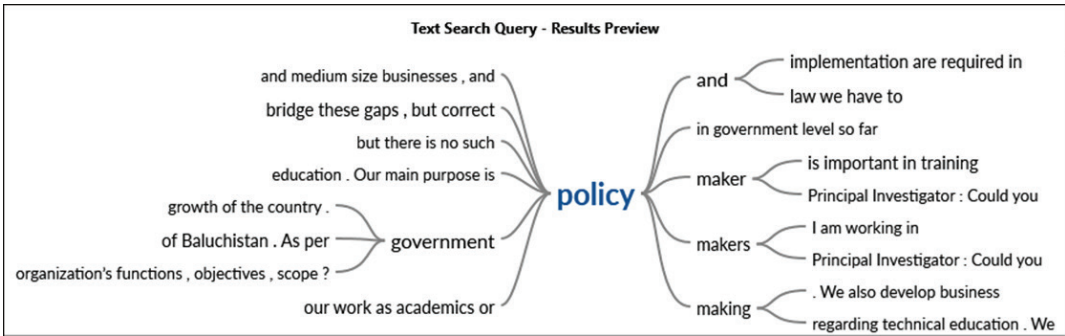 Text Search Query - Results Preview
and medium size businesses , and
bridge these gaps , but correct
but there is no such
education . Our main purpose is
growth of the country .
of Baluchistan . As per
organization's functions , objectives , scope ?
government
our work as academics or
policy
and
implementation are required in
law we have to
in government level so far
maker
is important in training
Principal Investigator : Could you
makers
I am working in
Principal Investigator : Could you
making
. We also develop business
regarding technical education . We